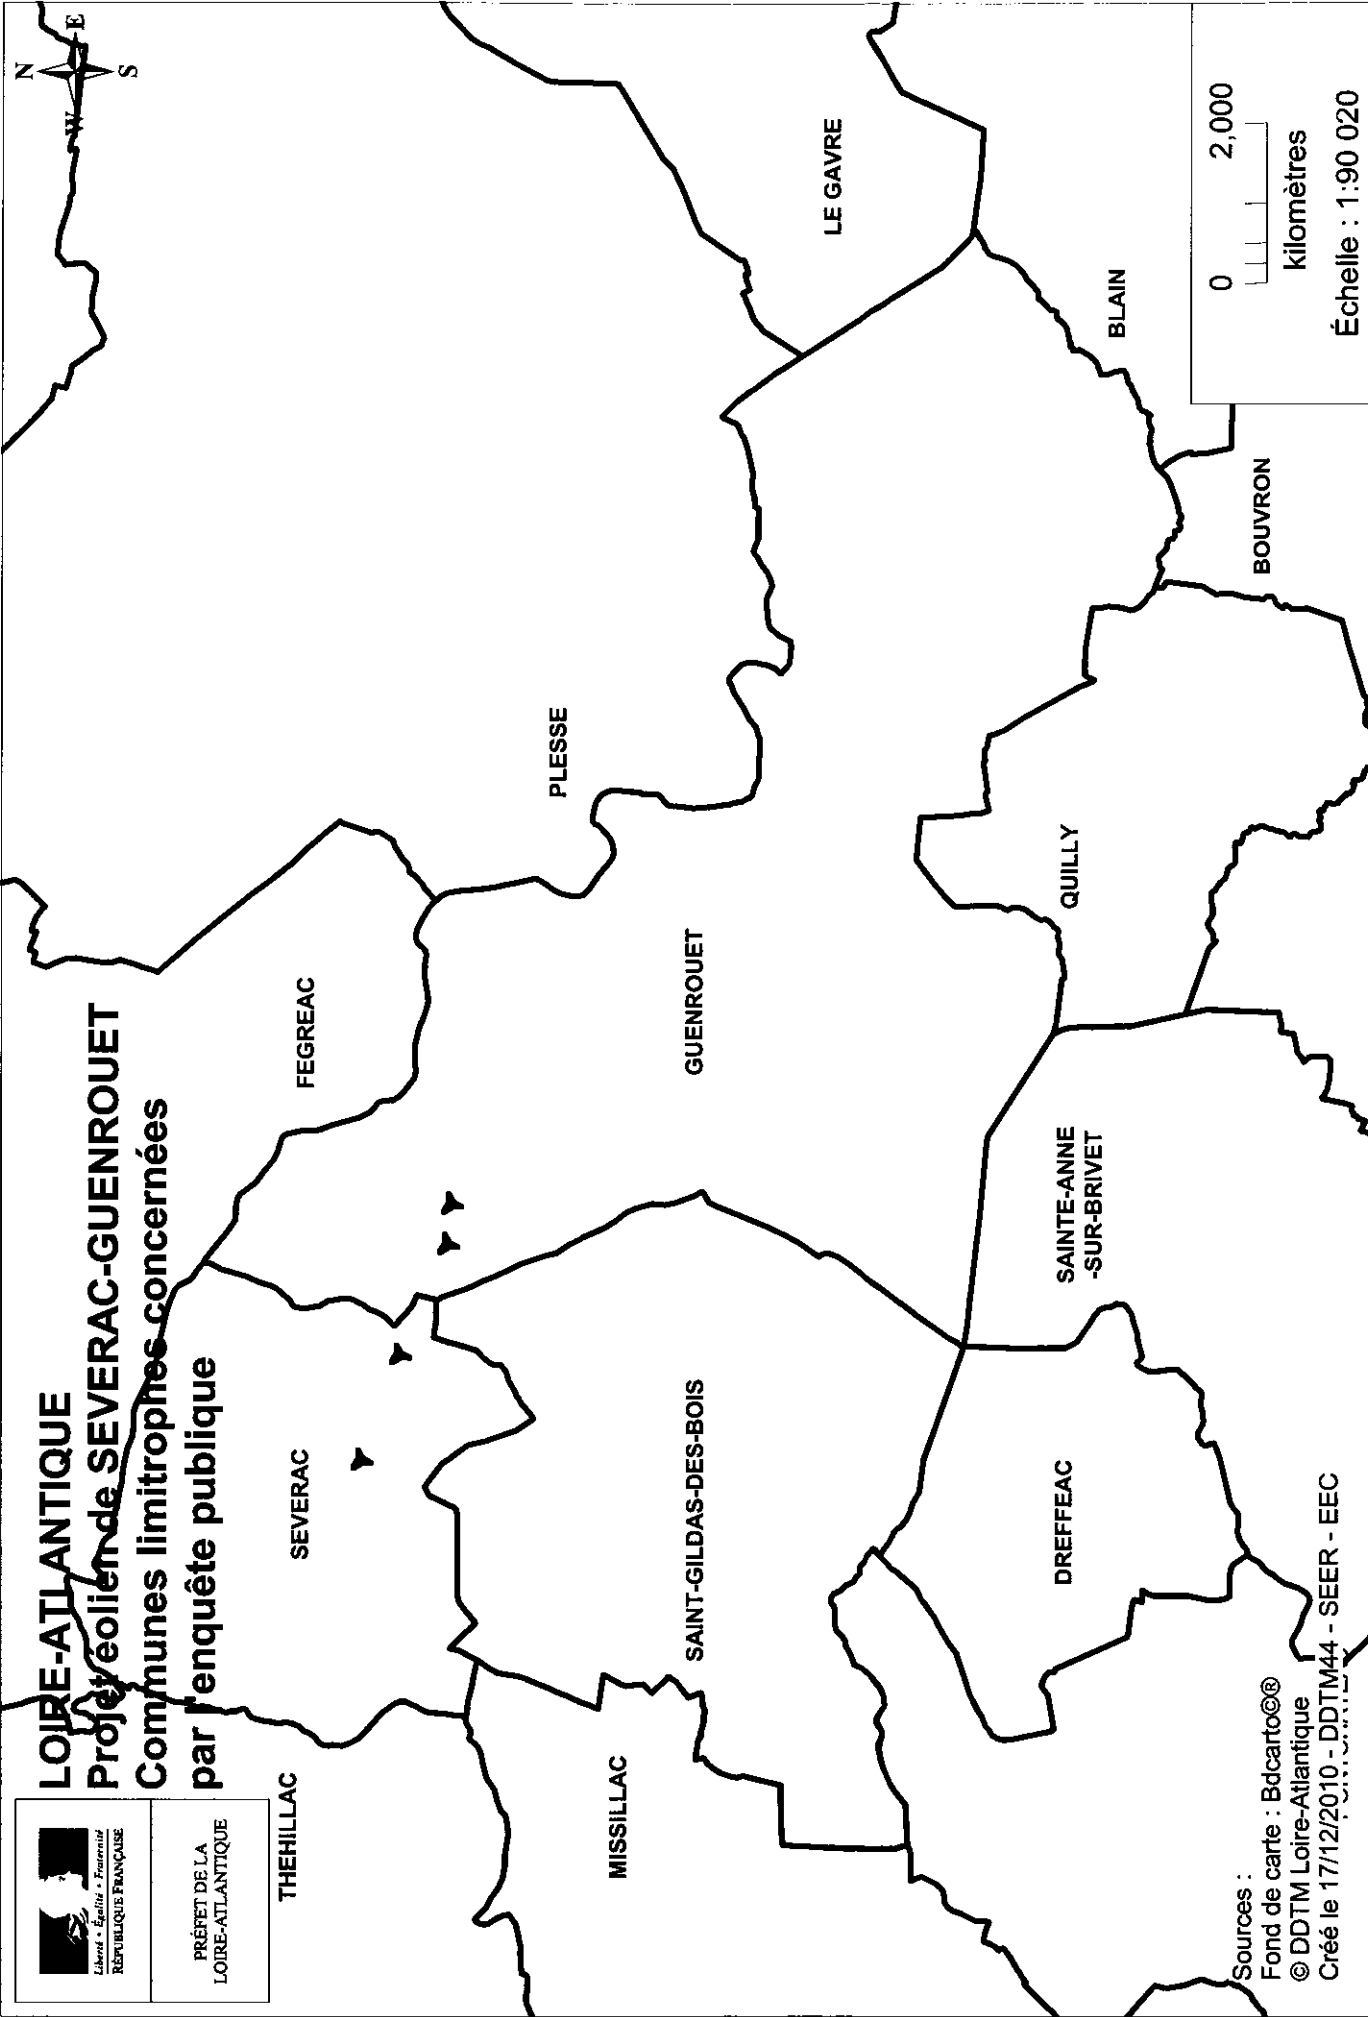 Liberté • Égalité • Fraternité
RÉPUBLIQUE FRANÇAISE
PRÉFET DE LA
LOIRE-ATLANTIQUE
LOIRE-ATLANTIQUE
Projet éolien de SEVERAC-GUENROUET
Communes limitrophes concernées
par l'enquête publique
N
W
E
S
THEHILLAC
SEVERAC
FEGREAC
PLESSE
LE GAVRE
MISSILLAC
SAINT-GILDAS-DES-BOIS
GUENROUET
DREFFEAC
SAINTE-ANNE
-SUR-BRIVET
QUILLY
BLAIN
BOUVRON
Sources :
Fond de carte : Bdcarto©®
© DDTM Loire-Atlantique
Créé le 17/12/2010 - DDTM44 - SEER - EEC
0 2,000
kilomètres
Échelle : 1:90 020